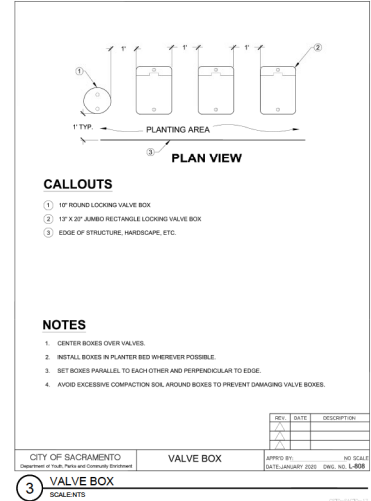 1' 1' 1'
1 2
1' TYP. PLANTING AREA
3
PLAN VIEW
CALLOUTS
1 10" ROUND LOCKING VALVE BOX
2 13" X 20" JUMBO RECTANGLE LOCKING VALVE BOX
3 EDGE OF STRUCTURE, HARDSCAPE, ETC.
NOTES
1. CENTER BOXES OVER VALVES.
2. INSTALL BOXES IN PLANTER BED WHEREVER POSSIBLE.
3. SET BOXES PARALLEL TO EACH OTHER AND PERPENDICULAR TO EDGE.
4. AVOID EXCESSIVE COMPACTION SOIL AROUND BOXES TO PREVENT DAMAGING VALVE BOXES.
REV. DATE DESCRIPTION
CITY OF SACRAMENTO
Department of Youth, Parks and Community Enrichment
VALVE BOX
APPR'D BY: NO SCALE
DATE:JANUARY 2020 DWG. NO. L-808
3 VALVE BOX
SCALE:NTS